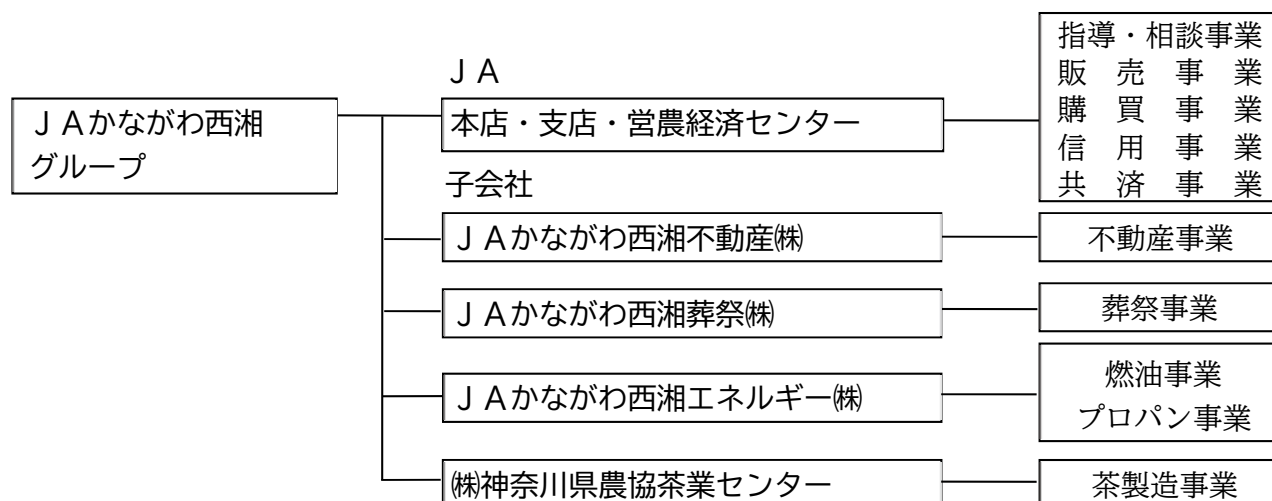 ＪＡかながわ西湘
グループ
ＪＡ
本店・支店・営農経済センター
指導・相談事業
販売事業
購買事業
信用事業
共済事業
子会社
ＪＡかながわ西湘不動産㈱
不動産事業
ＪＡかながわ西湘葬祭㈱
葬祭事業
ＪＡかながわ西湘エネルギー㈱
燃油事業
プロパン事業
㈱神奈川県農協茶業センター
茶製造事業